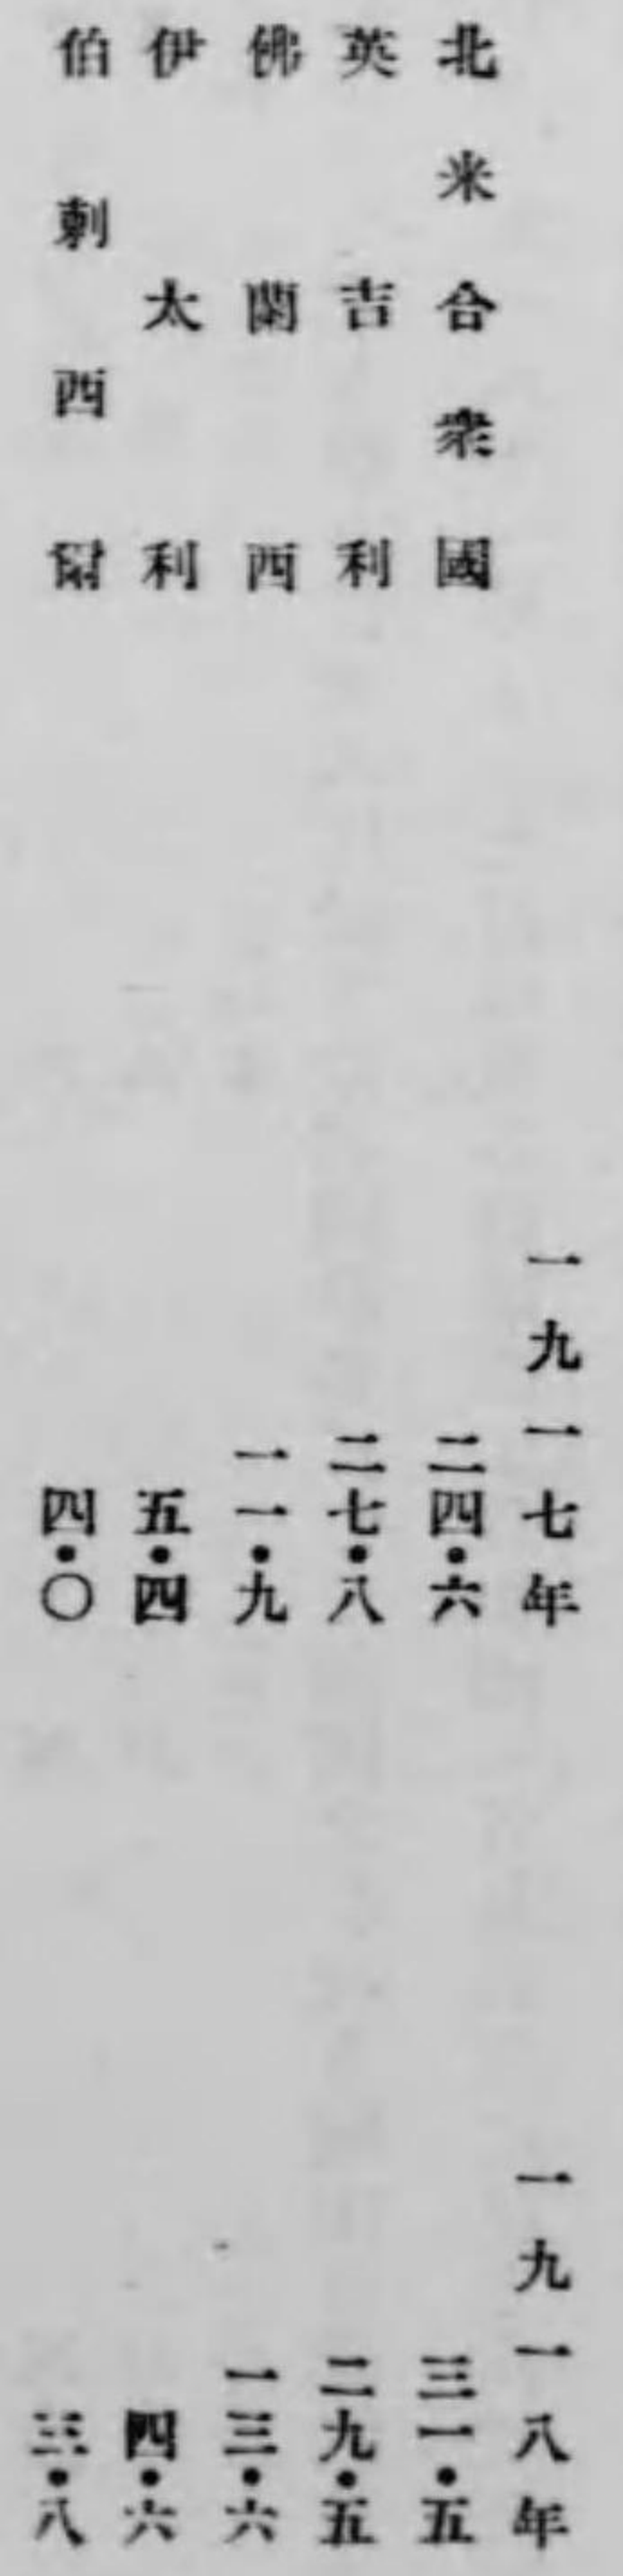 一九一七年 一九一八年
北米合衆國 二四・六 三一・五
英吉利 二七・八 二九・五
佛蘭西 一一・九 一三・六
伊太利 五・四 四・六
伯剌西爾 四・〇 三・八